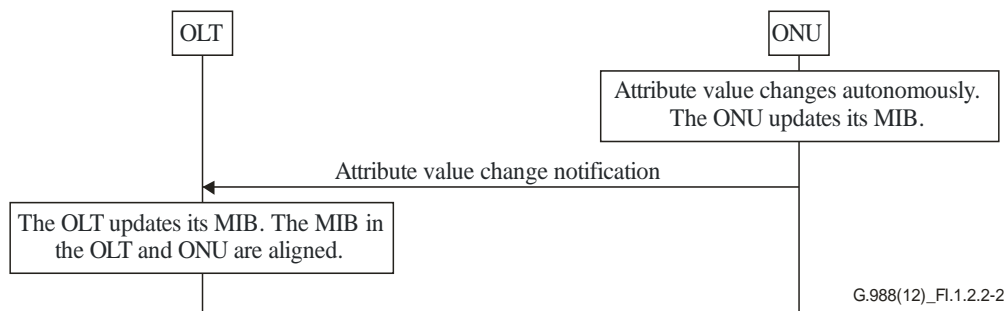 OLT
ONU
Attribute value changes autonomously.
The ONU updates its MIB.
Attribute value change notification
The OLT updates its MIB. The MIB in
the OLT and ONU are aligned.
G.988(12)_FI.1.2.2-2